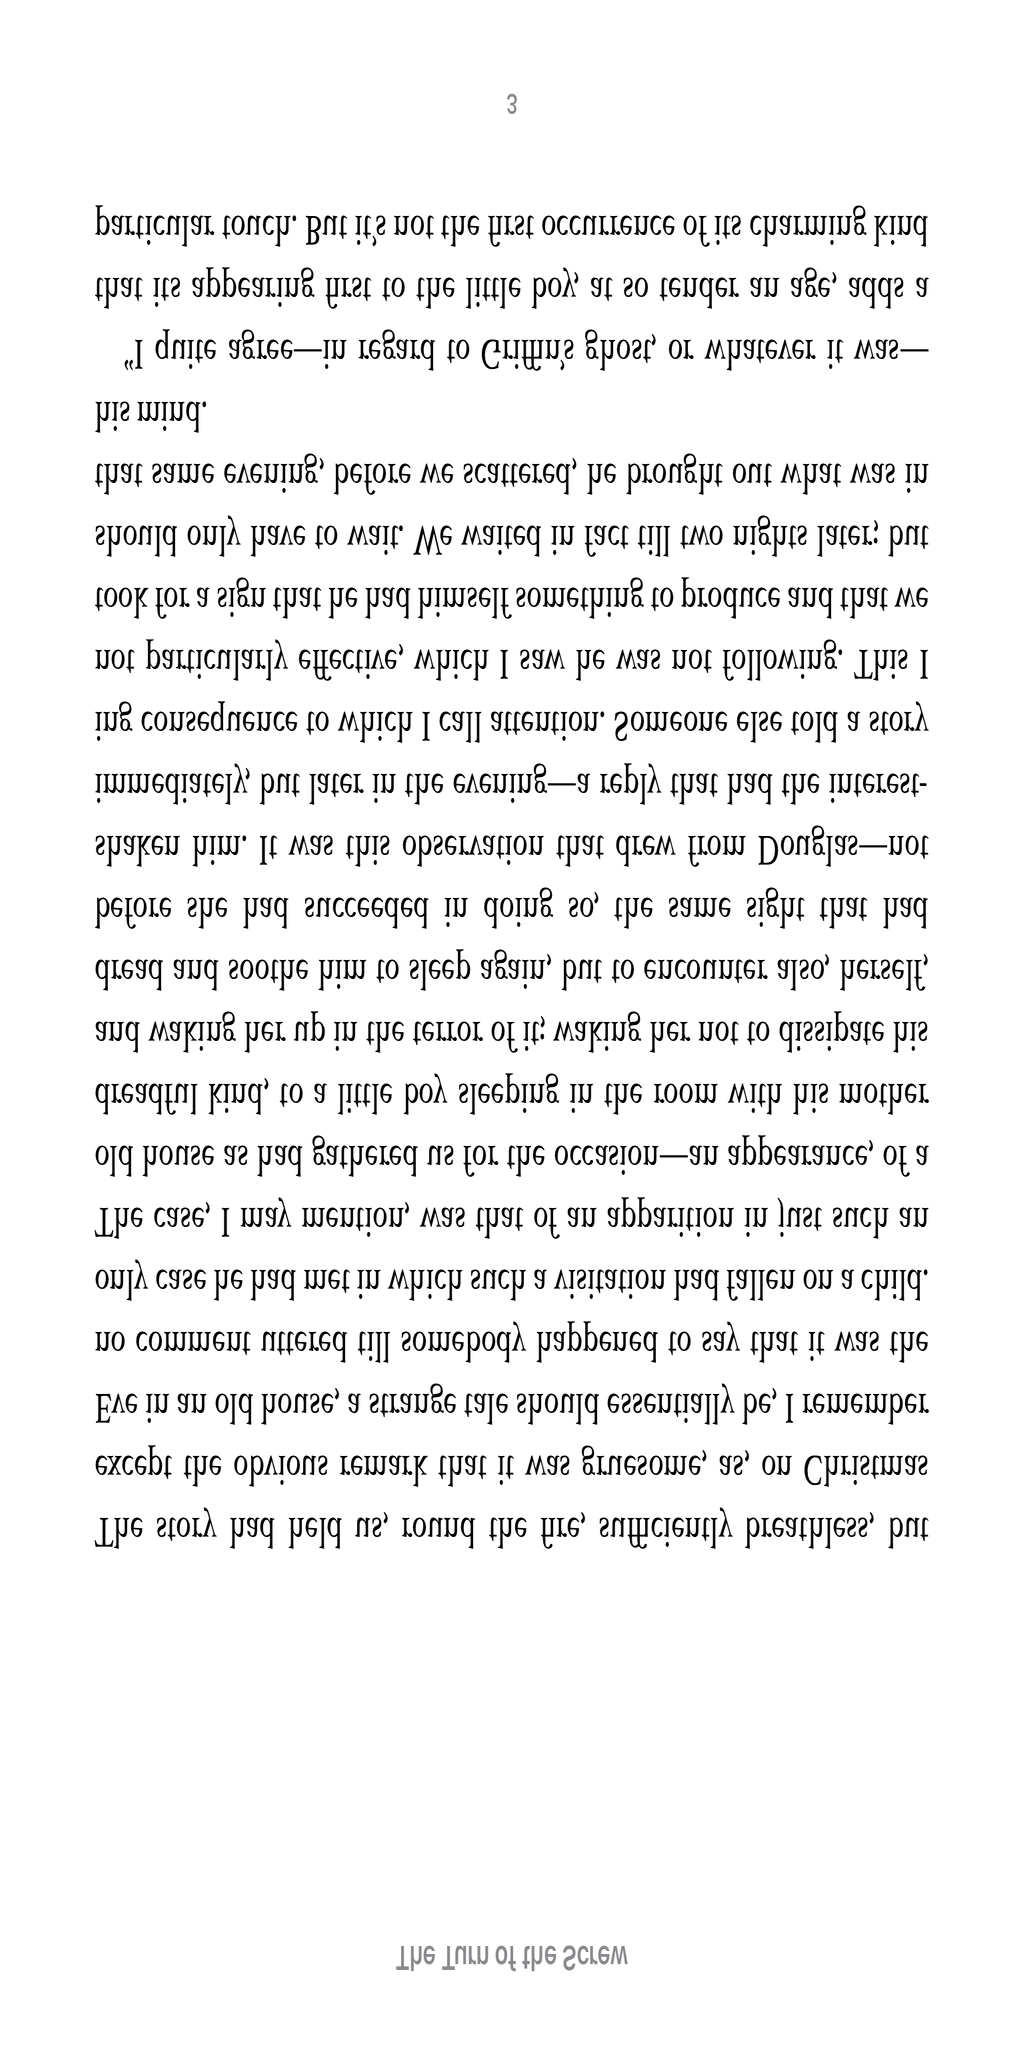 The Turn of the Screw
The story had held us, round the fire, sufficiently breathless, but
except the obvious remark that it was gruesome, as, on Christmas
Eve in an old house, a strange tale should essentially be, I remember
no comment uttered till somebody happened to say that it was the
only case he had met in which such a visitation had fallen on a child.
The case, I may mention, was that of an apparition in just such an
old house as had gathered us for the occasion—an appearance, of a
dreadful kind, to a little boy sleeping in the room with his mother
and waking her up in the terror of it; waking her not to dissipate his
dread and soothe him to sleep again, but to encounter also, herself,
before she had succeeded in doing so, the same sight that had
shaken him. It was this observation that drew from Douglas—not
immediately, but later in the evening—a reply that had the interest-
ing consequence to which I call attention. Someone else told a story
not particularly effective, which I saw he was not following. This I
took for a sign that he had himself something to produce and that we
should only have to wait. We waited in fact till two nights later; but
that same evening, before we scattered, he brought out what was in
his mind.
“I quite agree—in regard to Griffin’s ghost, or whatever it was—
that its appearing first to the little boy, at so tender an age, adds a
particular touch. But it’s not the first occurrence of its charming kind
3